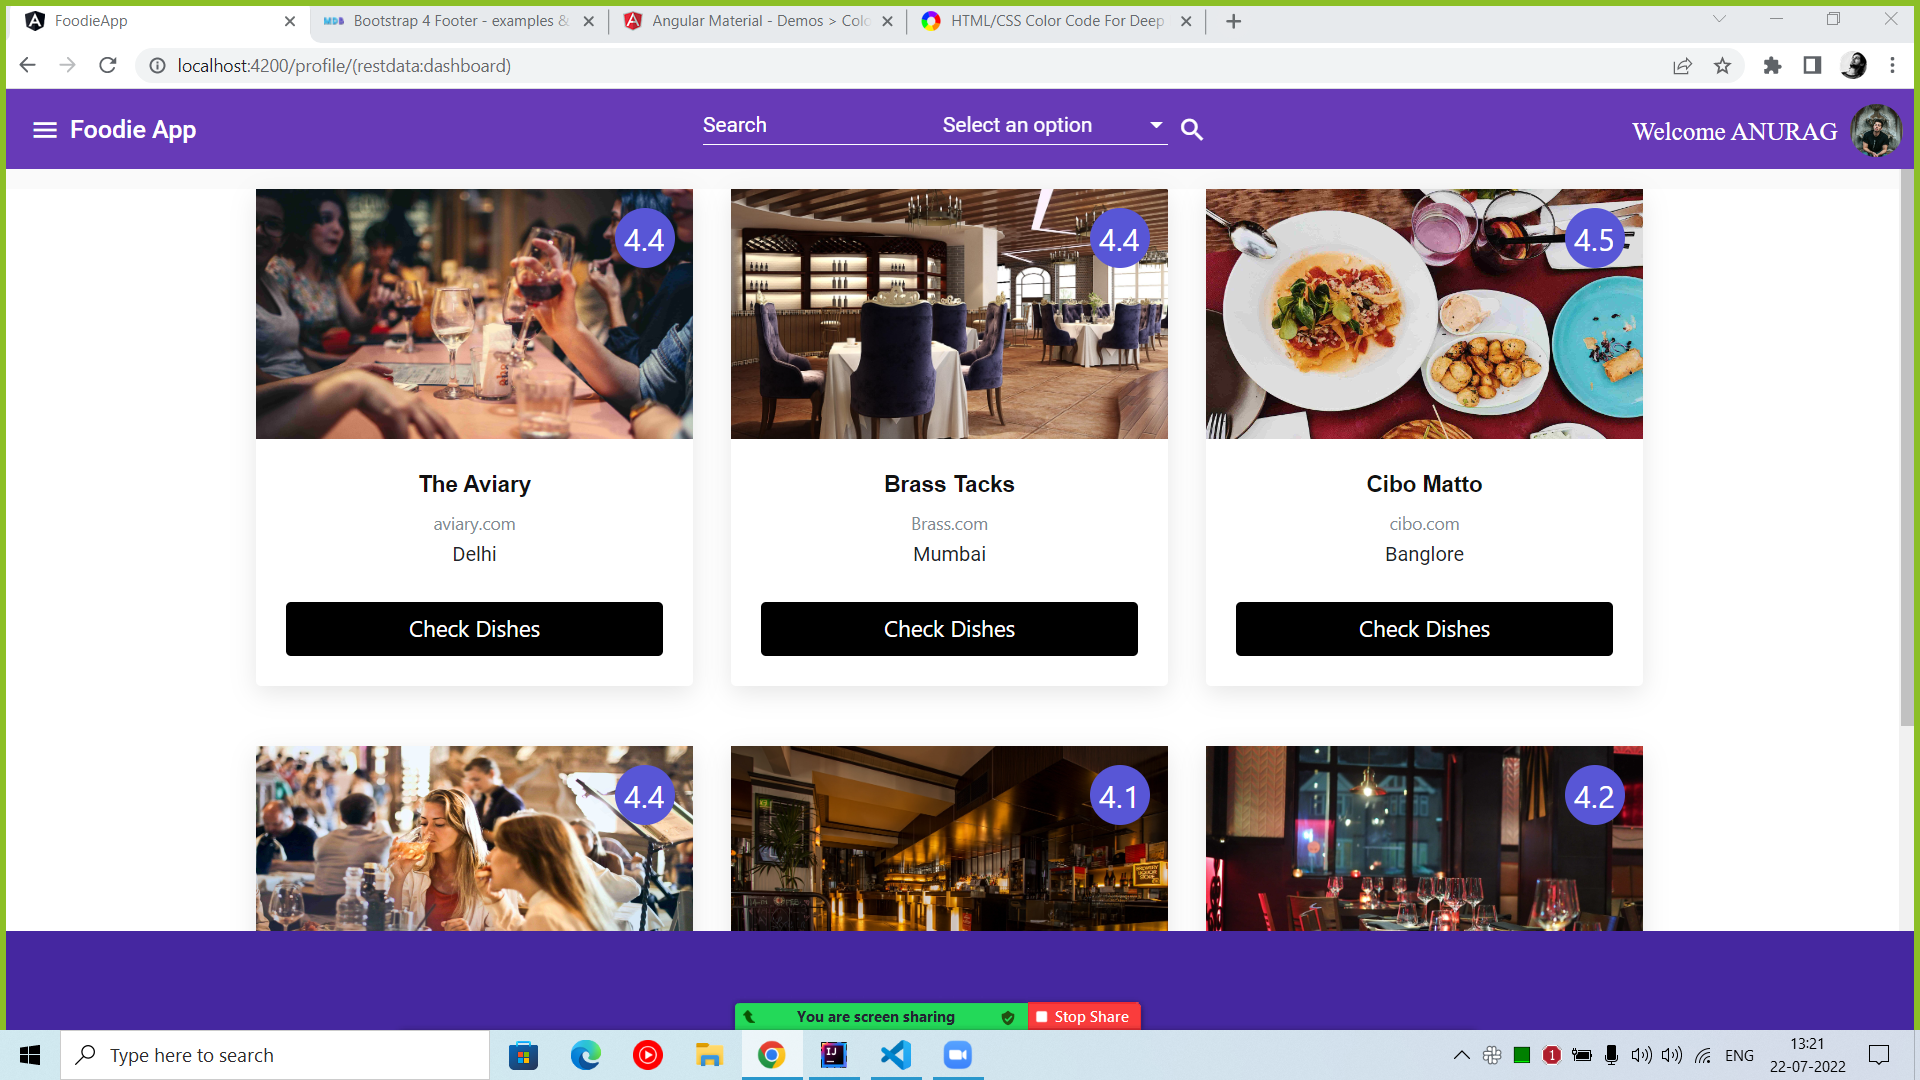 FoodieApp
MDB Bootstrap 4 Footer - examples &
Angular Material - Demos > Colo
HTML/CSS Color Code For Deep
localhost:4200/profile/(restdata:dashboard)
Foodie App
Search
Select an option
Welcome ANURAG
4.4
4.4
4.5
The Aviary
Brass Tacks
Cibo Matto
aviary.com
Brass.com
cibo.com
Delhi
Mumbai
Banglore
Check Dishes
Check Dishes
Check Dishes
4.4
4.1
4.2
You are screen sharing
Stop Share
Type here to search
IJ
1
ENG
13:21
22-07-2022